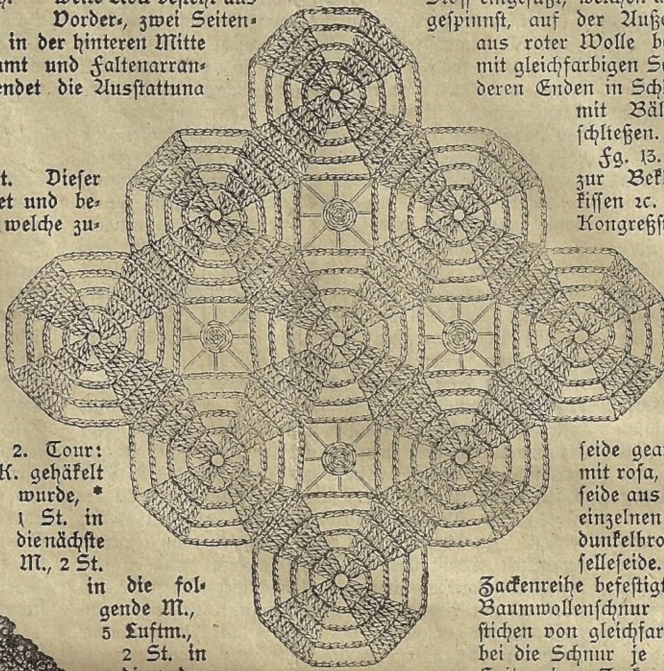 Vorder-, zwei Seiten-
in der hinteren Mitte
amt und Faltenarran-
endet die Ausstattung
t. Dieser
et und be-
welche zu-
2. Tour:
K. gehäkelt
wurde, *
1 St. in
die nächste
M., 2 St.
in die fol-
gende M.,
5 Luftm.,
2 St. in
gespinnst, auf der Auße
aus roter Wolle be
mit gleichfarbigen Se
deren Enden in Schl
mit Bäl
schließen.
Fg. 13.
zur Bekl
kissen ꝛc.
Kongreßst
seide gea
mit rosa,
seide aus
einzelnen
dunkelbro
selleseide.
Zackenreihe befestigt
Baumwollenschnur
stichen von gleichfar
bei die Schnur je